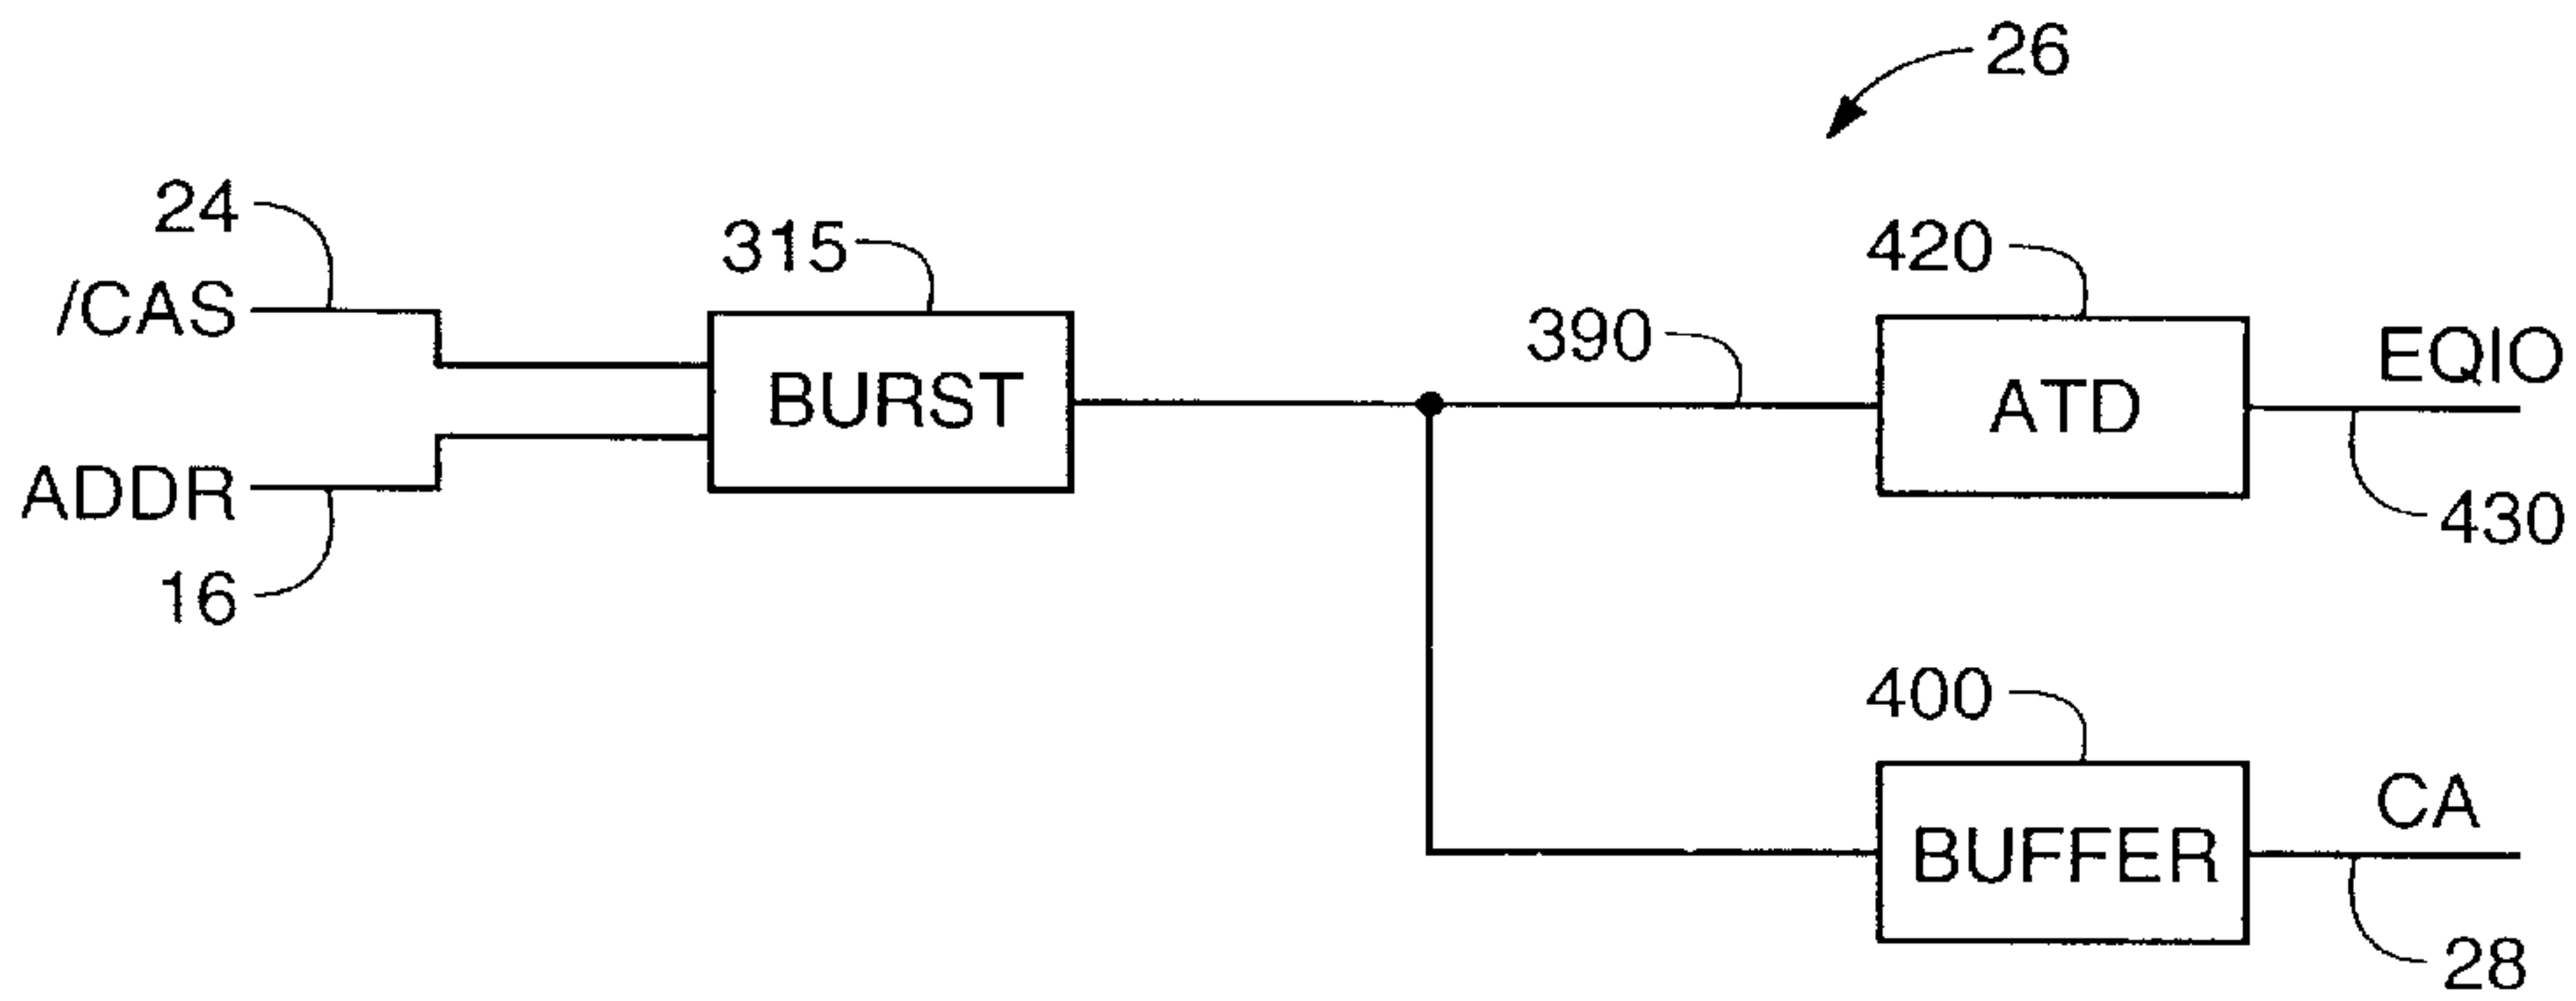 26
24
/CAS
ADDR
16
315
BURST
390
420
ATD
EQIO
430
400
BUFFER
CA
28